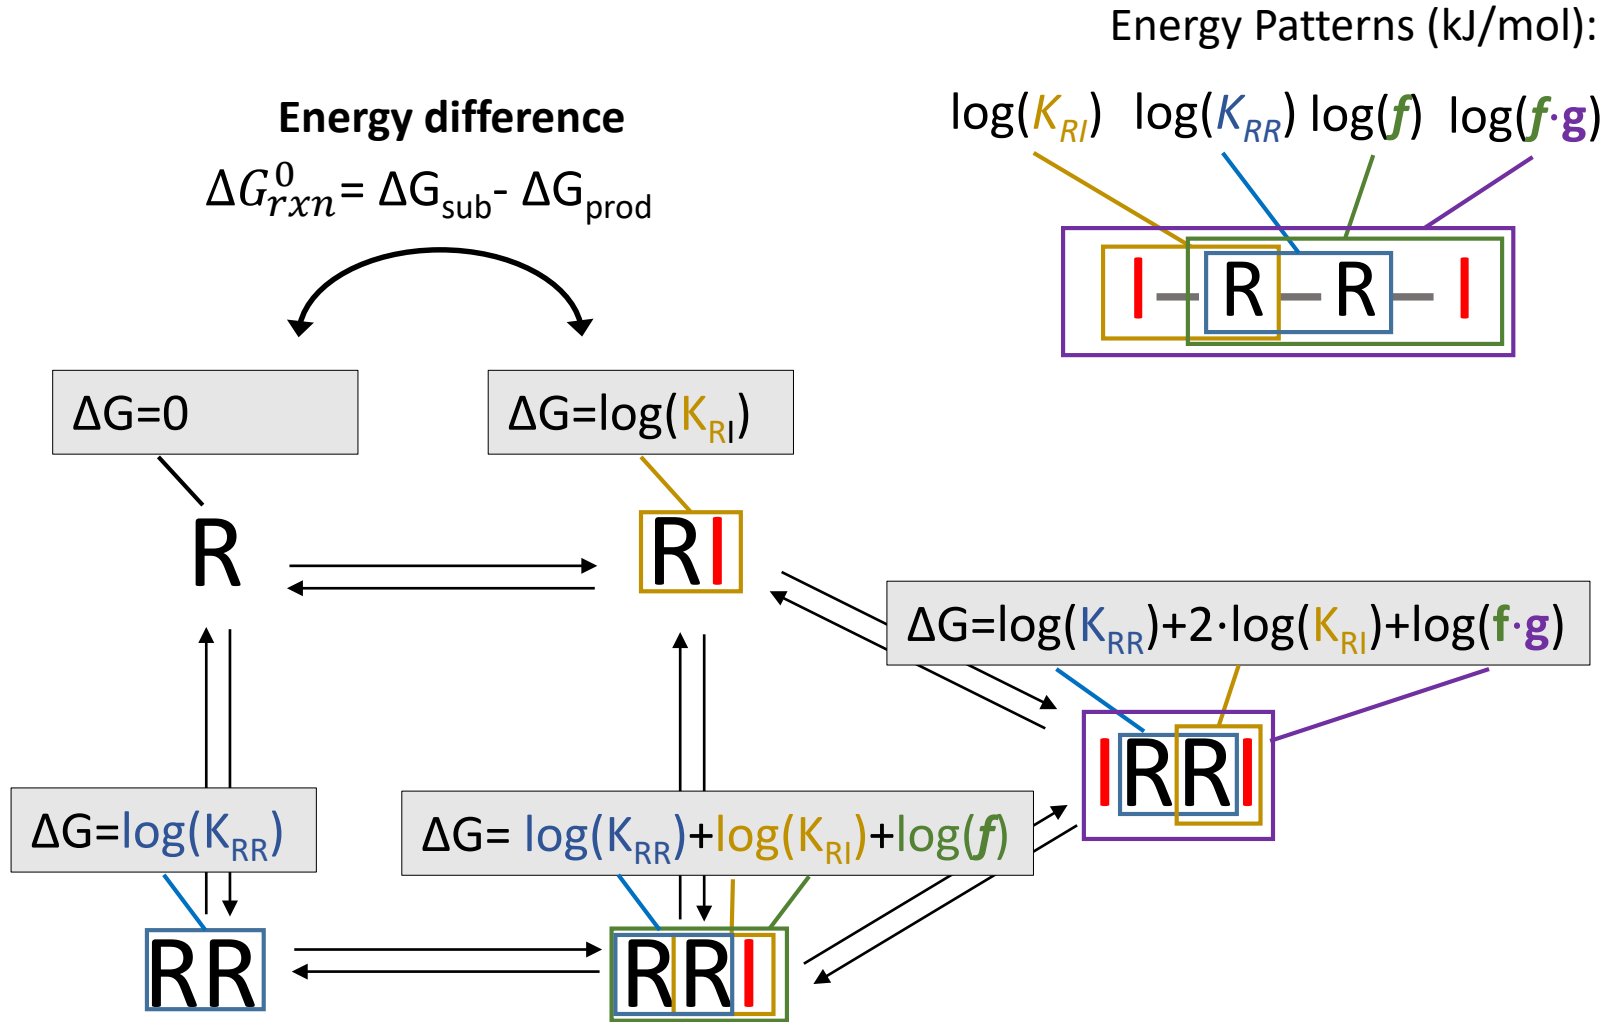 Energy Patterns (kJ/mol):
log(K_RI) log(K_RR) log(f) log(f·g)
Energy difference
ΔG⁰_rxn = ΔG_sub- ΔG_prod
I R R I
ΔG=0
ΔG=log(K_RI)
R
RI
ΔG=log(K_RR)+2·log(K_RI)+log(f·g)
IRRI
ΔG=log(K_RR)
ΔG= log(K_RR)+log(K_RI)+log(f)
RR
RRI